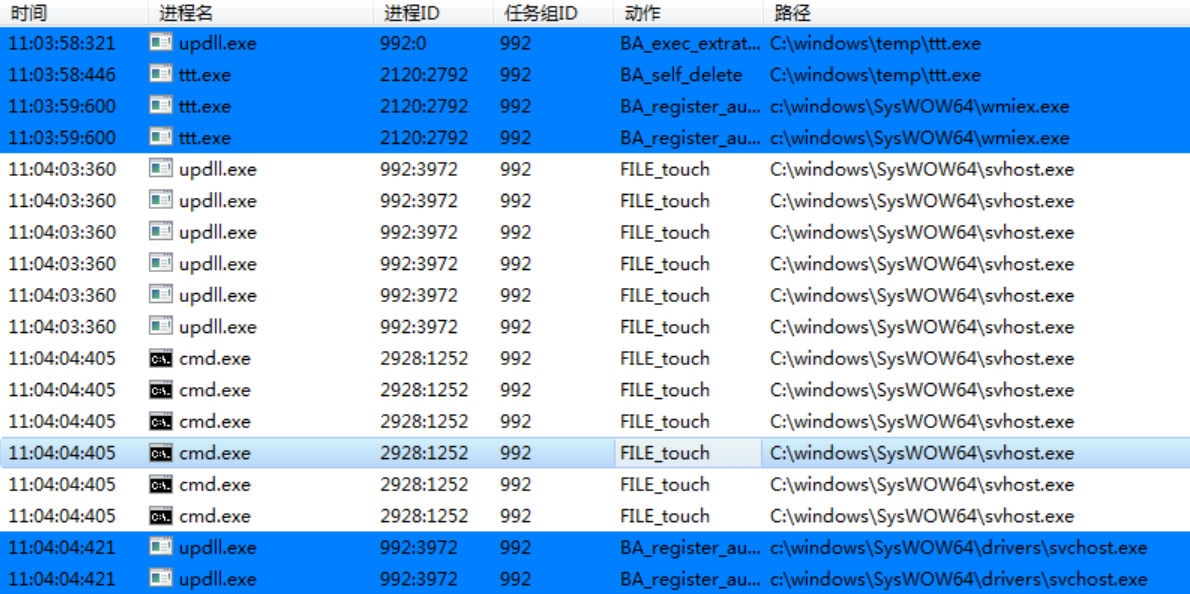 时间 进程名 进程ID 任务组ID 动作 路径
11:03:58:321 updll.exe 992:0 992 BA_exec_extrat... C:\windows\temp\ttt.exe
11:03:58:446 ttt.exe 2120:2792 992 BA_self_delete C:\windows\temp\ttt.exe
11:03:59:600 ttt.exe 2120:2792 992 BA_register_au... c:\windows\SysWOW64\wmiex.exe
11:03:59:600 ttt.exe 2120:2792 992 BA_register_au... c:\windows\SysWOW64\wmiex.exe
11:04:03:360 updll.exe 992:3972 992 FILE_touch C:\windows\SysWOW64\svhost.exe
11:04:03:360 updll.exe 992:3972 992 FILE_touch C:\windows\SysWOW64\svhost.exe
11:04:03:360 updll.exe 992:3972 992 FILE_touch C:\windows\SysWOW64\svhost.exe
11:04:03:360 updll.exe 992:3972 992 FILE_touch C:\windows\SysWOW64\svhost.exe
11:04:03:360 updll.exe 992:3972 992 FILE_touch C:\windows\SysWOW64\svhost.exe
11:04:03:360 updll.exe 992:3972 992 FILE_touch C:\windows\SysWOW64\svhost.exe
11:04:04:405 cmd.exe 2928:1252 992 FILE_touch C:\windows\SysWOW64\svhost.exe
11:04:04:405 cmd.exe 2928:1252 992 FILE_touch C:\windows\SysWOW64\svhost.exe
11:04:04:405 cmd.exe 2928:1252 992 FILE_touch C:\windows\SysWOW64\svhost.exe
11:04:04:405 cmd.exe 2928:1252 992 FILE_touch C:\windows\SysWOW64\svhost.exe
11:04:04:405 cmd.exe 2928:1252 992 FILE_touch C:\windows\SysWOW64\svhost.exe
11:04:04:405 cmd.exe 2928:1252 992 FILE_touch C:\windows\SysWOW64\svhost.exe
11:04:04:421 updll.exe 992:3972 992 BA_register_au... c:\windows\SysWOW64\drivers\svchost.exe
11:04:04:421 updll.exe 992:3972 992 BA_register_au... c:\windows\SysWOW64\drivers\svchost.exe